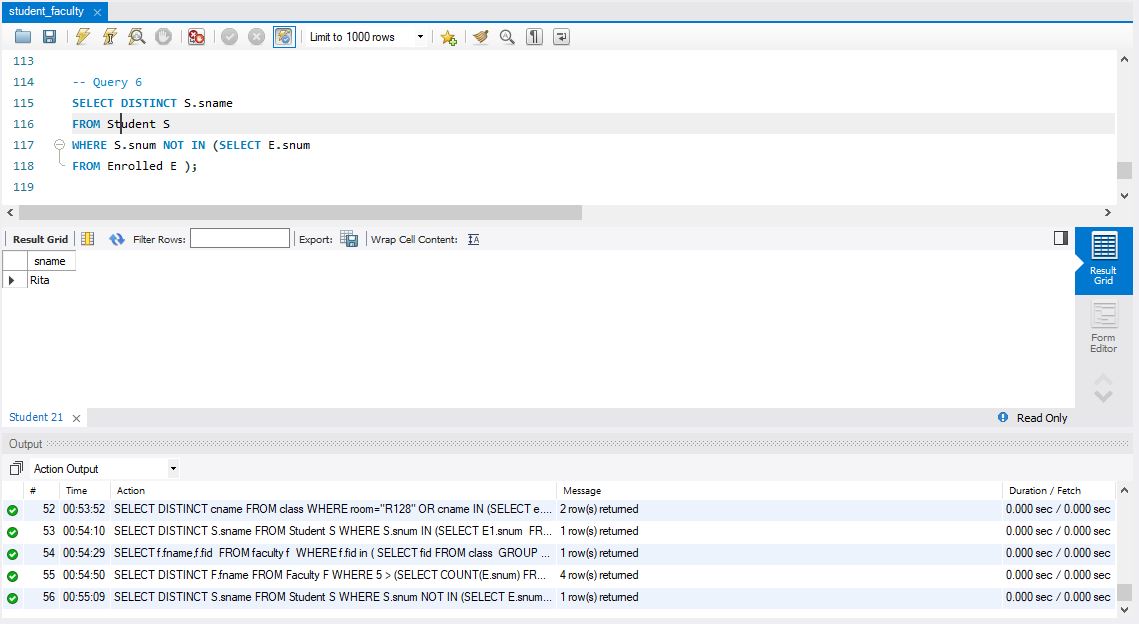 student_faculty
Limit to 1000 rows
113
114 -- Query 6
115 SELECT DISTINCT S.sname
116 FROM Student S
117 WHERE S.snum NOT IN (SELECT E.snum
118 FROM Enrolled E );
119
Result Grid Filter Rows: Export: Wrap Cell Content:
sname
Rita
Result Grid
Form Editor
Student 21 Read Only
Output
Action Output
# Time Action Message Duration / Fetch
52 00:53:52 SELECT DISTINCT cname FROM class WHERE room="R128" OR cname IN (SELECT e.... 2 row(s) returned 0.000 sec / 0.000 sec
53 00:54:10 SELECT DISTINCT S.sname FROM Student S WHERE S.snum IN (SELECT E1.snum FR... 1 row(s) returned 0.000 sec / 0.000 sec
54 00:54:29 SELECT f.fname,f.fid FROM faculty f WHERE f.fid in ( SELECT fid FROM class GROUP ... 1 row(s) returned 0.000 sec / 0.000 sec
55 00:54:50 SELECT DISTINCT F.fname FROM Faculty F WHERE 5 > (SELECT COUNT(E.snum) FR... 4 row(s) returned 0.000 sec / 0.000 sec
56 00:55:09 SELECT DISTINCT S.sname FROM Student S WHERE S.snum NOT IN (SELECT E.snum... 1 row(s) returned 0.000 sec / 0.000 sec